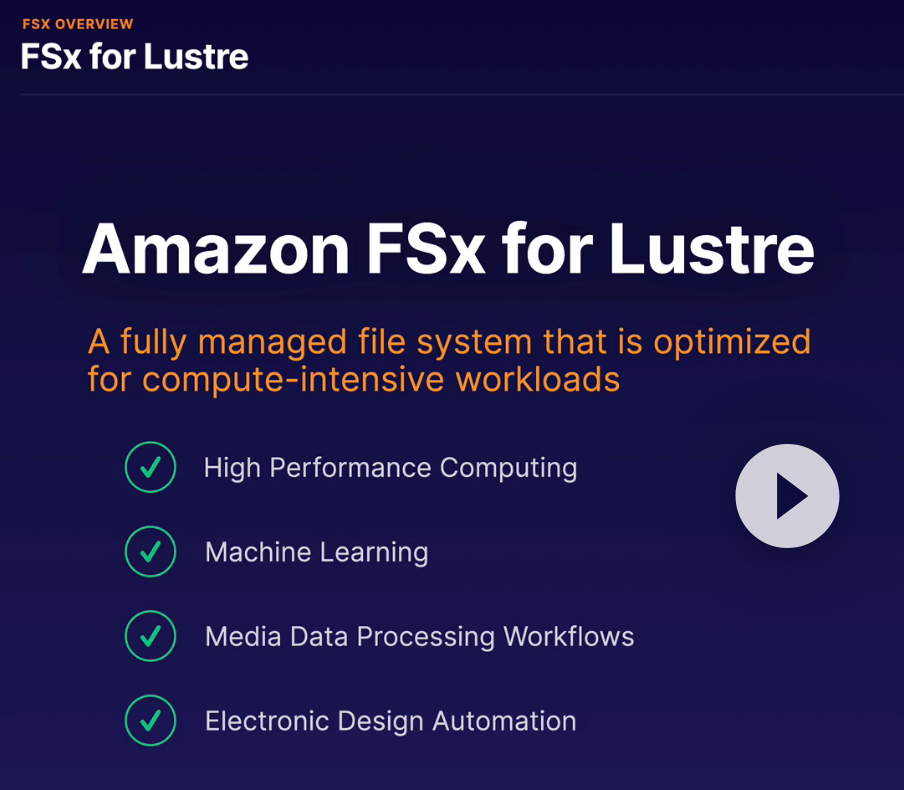 FSX OVERVIEW
FSx for Lustre
Amazon FSx for Lustre
A fully managed file system that is optimized
for compute-intensive workloads
High Performance Computing
Machine Learning
Media Data Processing Workflows
Electronic Design Automation